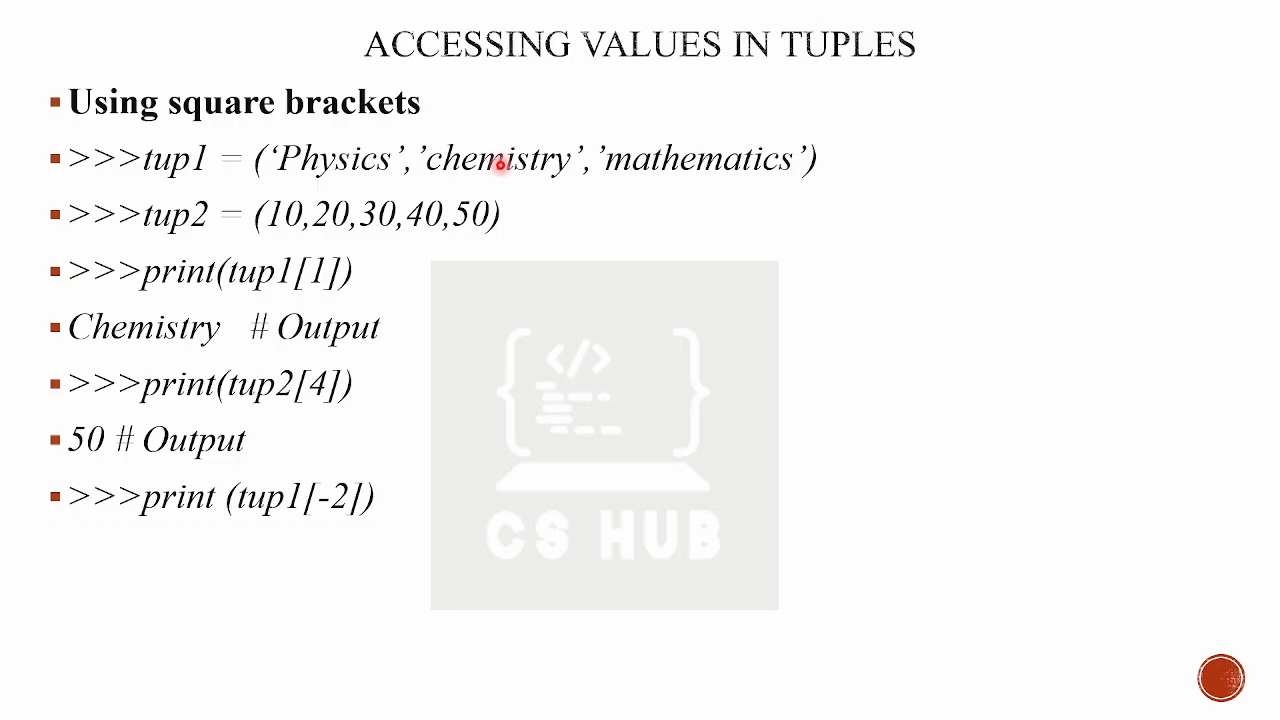 ACCESSING VALUES IN TUPLES
Using square brackets
>>>tup1 = (‘Physics’,’chemistry’,’mathematics’)
>>>tup2 = (10,20,30,40,50)
>>>print(tup1[1])
Chemistry # Output
>>>print(tup2[4])
50 # Output
>>>print (tup1[-2])
</>
CS HUB